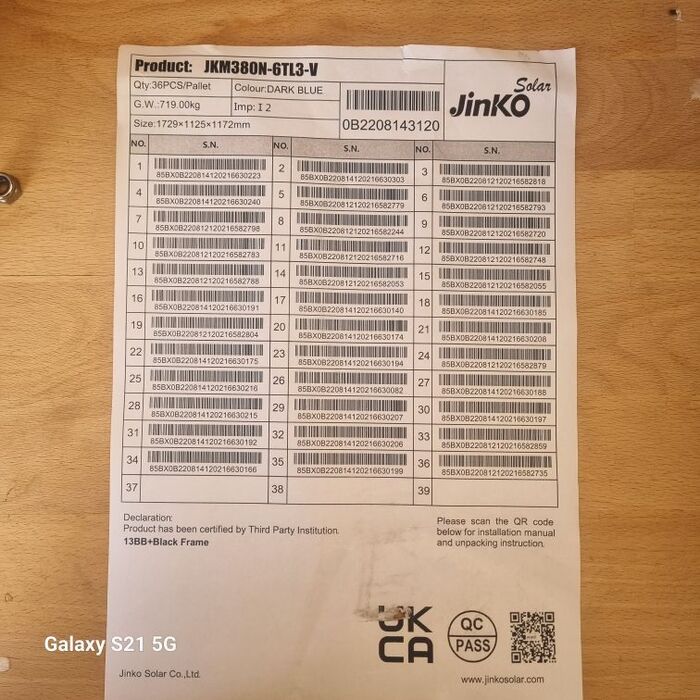 Product: JKM380N-6TL3-V
Qty:36PCS/Pallet Colour:DARK BLUE
G.W.:719.00kg Imp: I 2
Size:1729×1125×1172mm 0B2208143120
Solar
JinKO
NO. S.N. NO. S.N. NO. S.N.
1 85BX0B220814120216630223 2 85BX0B220814120216630303 3 85BX0B220812120216582818
4 85BX0B220814120216630240 5 85BX0B220812120216582779 6 85BX0B220812120216582793
7 85BX0B220812120216582798 8 85BX0B220812120216582244 9 85BX0B220812120216582720
10 85BX0B220812120216582783 11 85BX0B220812120216582716 12 85BX0B220812120216582748
13 85BX0B220812120216582788 14 85BX0B220812120216582053 15 85BX0B220812120216582055
16 85BX0B220814120216630191 17 85BX0B220814120216630140 18 85BX0B220814120216630185
19 85BX0B220812120216582804 20 85BX0B220814120216630174 21 85BX0B220814120216630208
22 85BX0B220814120216630175 23 85BX0B220814120216630194 24 85BX0B220812120216582879
25 85BX0B220814120216630216 26 85BX0B220814120216630082 27 85BX0B220814120216630188
28 85BX0B220814120216630215 29 85BX0B220814120216630207 30 85BX0B220814120216630197
31 85BX0B220814120216630192 32 85BX0B220814120216630206 33 85BX0B220812120216582859
34 85BX0B220814120216630166 35 85BX0B220814120216630199 36 85BX0B220812120216582735
37 38 39
Declaration:
Product has been certified by Third Party Institution.
13BB+Black Frame
Please scan the QR code
below for installation manual
and unpacking instruction.
UK
CA
QC
PASS
Galaxy S21 5G
Jinko Solar Co.,Ltd.
www.jinkosolar.com